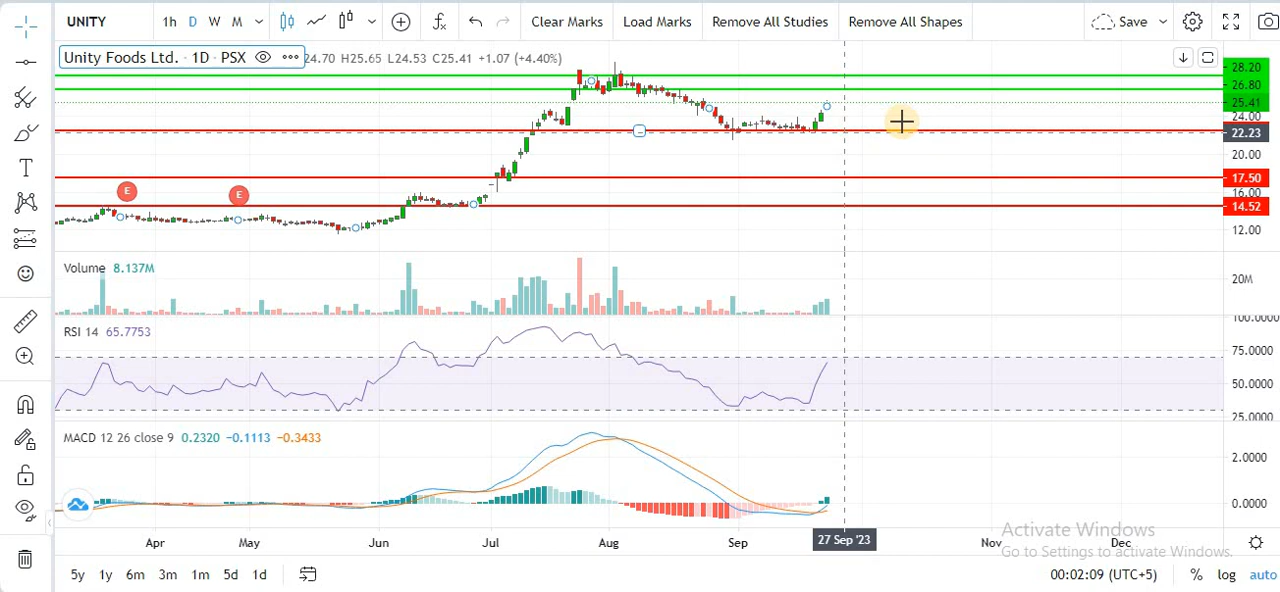 UNITY 1h D W M Clear Marks Load Marks Remove All Studies Remove All Shapes Save
Unity Foods Ltd. · 1D · PSX 24.70 H25.65 L24.53 C25.41 +1.07 (+4.40%)
28.20
26.80
25.41
24.00
22.23
20.00
17.50
16.00
14.52
12.00
E
E
Volume 8.137M
20M
RSI 14 65.7753
100.0000
75.0000
50.0000
25.0000
MACD 12 26 close 9 0.2320 −0.1113 −0.3433
2.0000
0.0000
Activate Windows
Go to Settings to activate Windows.
Apr May Jun Jul Aug Sep 27 Sep '23 Nov Dec
5y 1y 6m 3m 1m 5d 1d 00:02:09 (UTC+5) % log auto